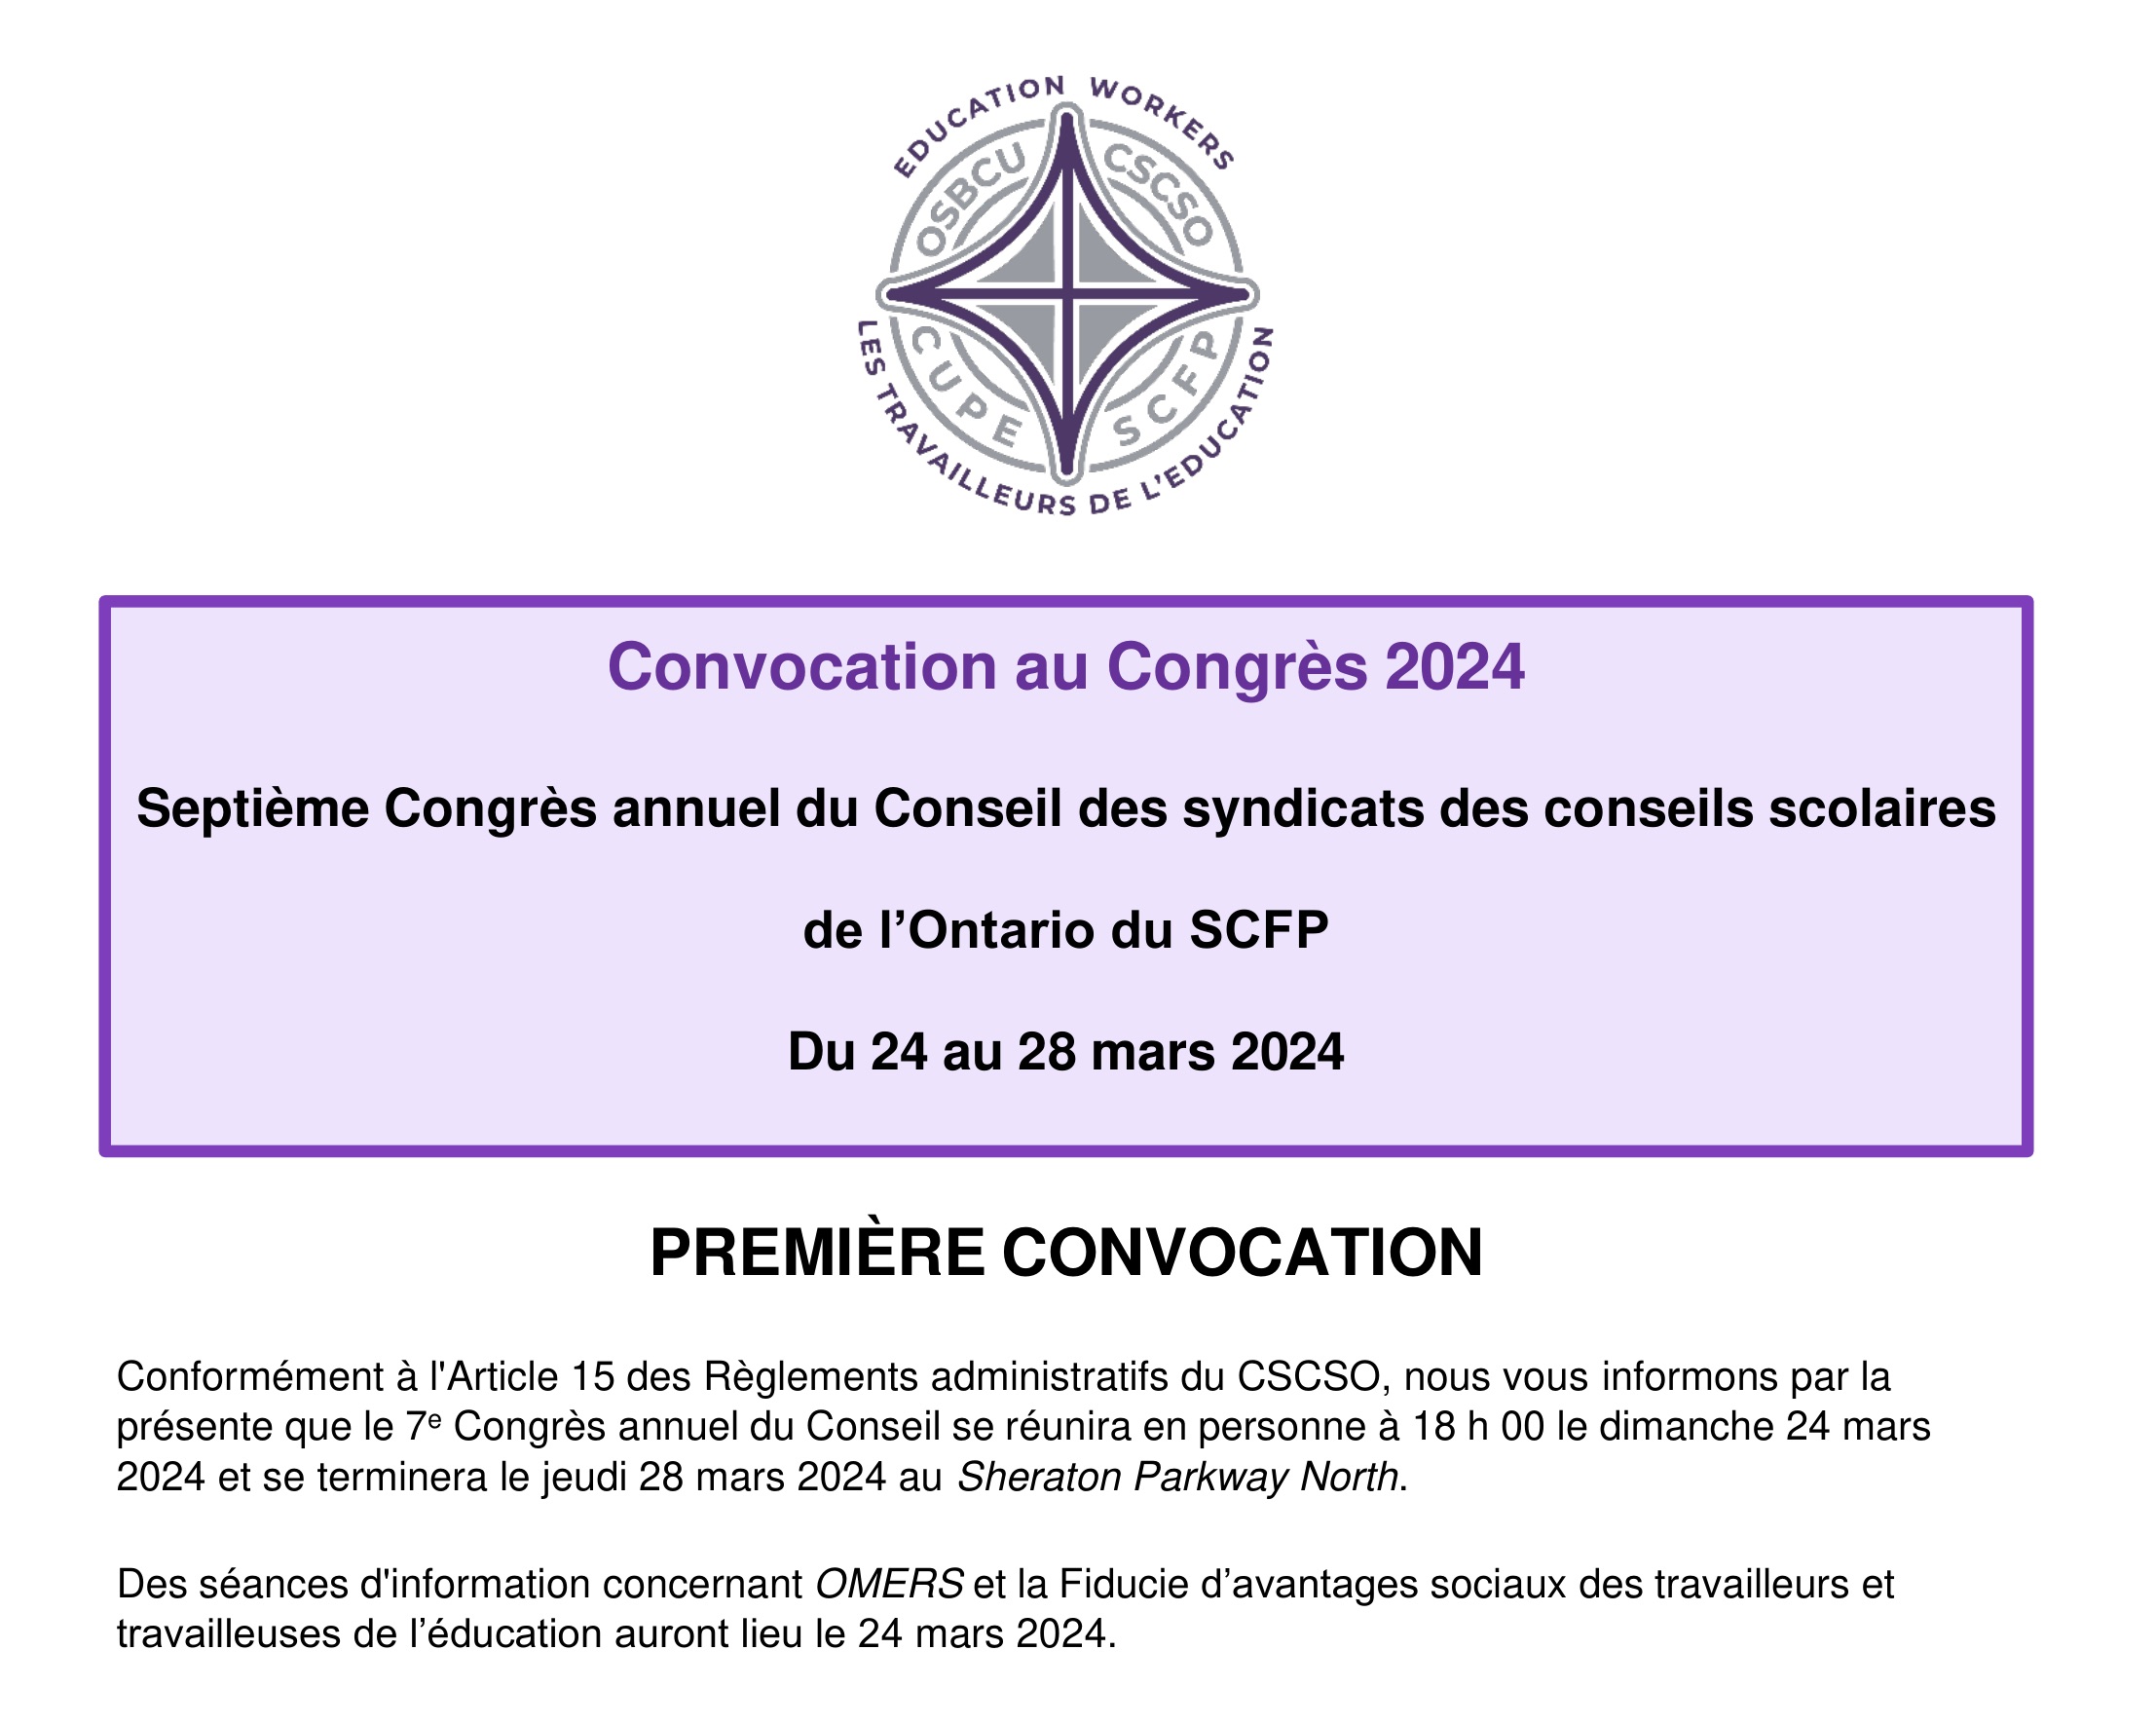 EDUCATION WORKERS
OSBCU
CSCSO
CUPE
SCFP
LES TRAVAILLEURS DE L'EDUCATION
Convocation au Congrès 2024
Septième Congrès annuel du Conseil des syndicats des conseils scolaires
de l’Ontario du SCFP
Du 24 au 28 mars 2024
PREMIÈRE CONVOCATION
Conformément à l'Article 15 des Règlements administratifs du CSCSO, nous vous informons par la
présente que le 7ᵉ Congrès annuel du Conseil se réunira en personne à 18 h 00 le dimanche 24 mars
2024 et se terminera le jeudi 28 mars 2024 au Sheraton Parkway North.
Des séances d'information concernant OMERS et la Fiducie d’avantages sociaux des travailleurs et
travailleuses de l’éducation auront lieu le 24 mars 2024.